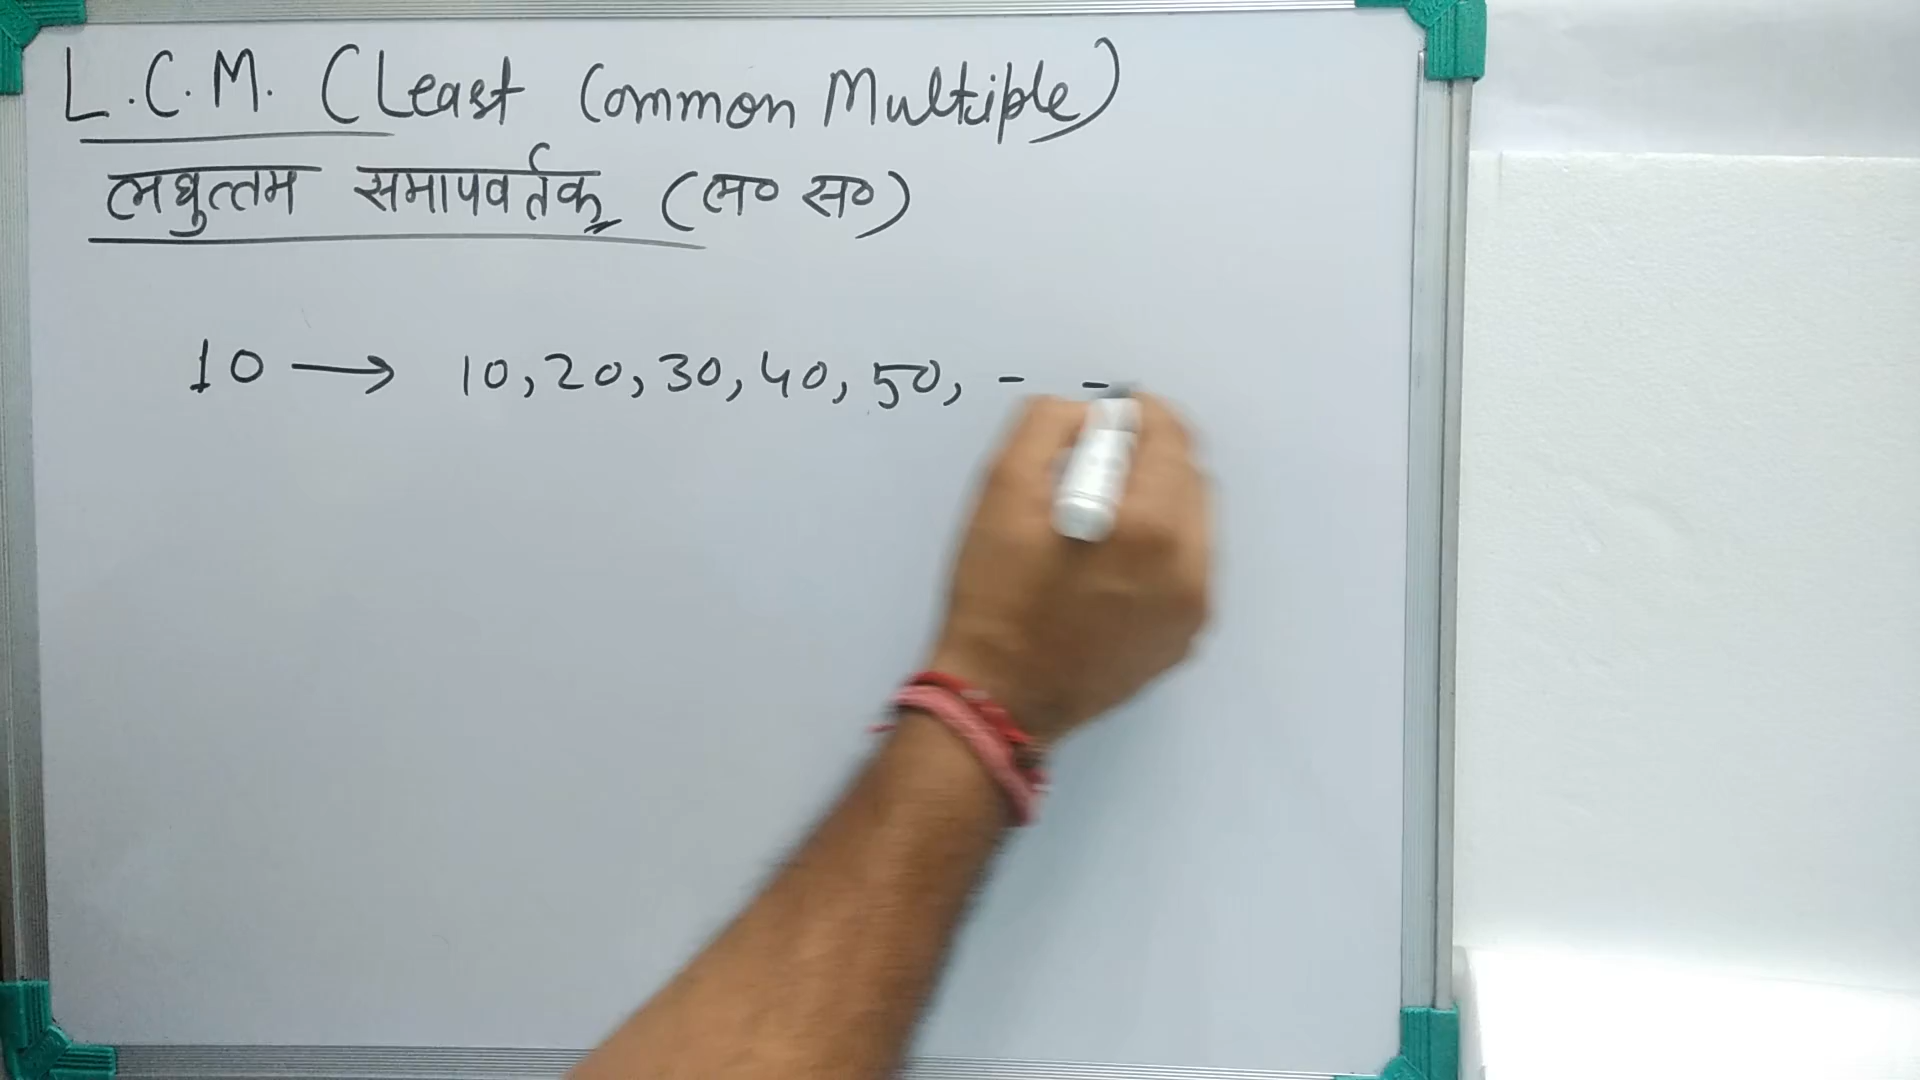 L.C.M. (Least Common Multiple)
लघुत्तम समापवर्तक (ल० स०)
10 → 10, 20, 30, 40, 50, - -